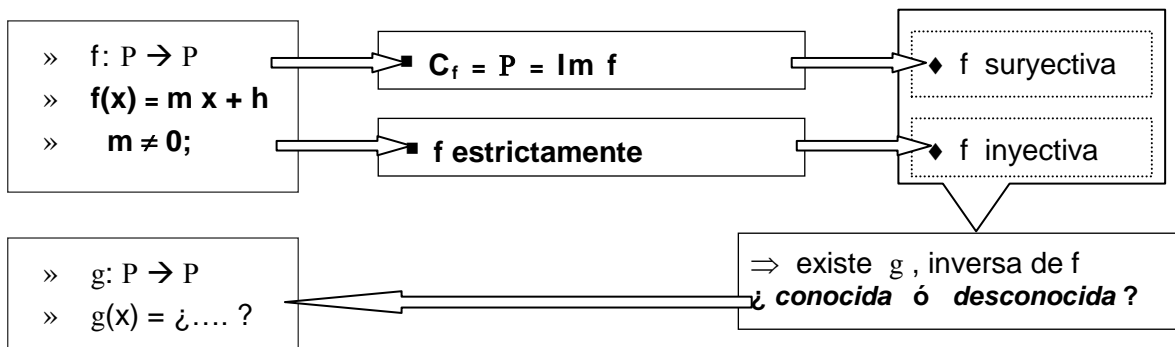 » f: P → P
» f(x) = m x + h
» m ≠ 0;
▪ C_f = P = Im f
▪ f estrictamente
♦ f suryectiva
♦ f inyectiva
⇒ existe g , inversa de f
¿ conocida ó desconocida ?
» g: P → P
» g(x) = ¿.... ?